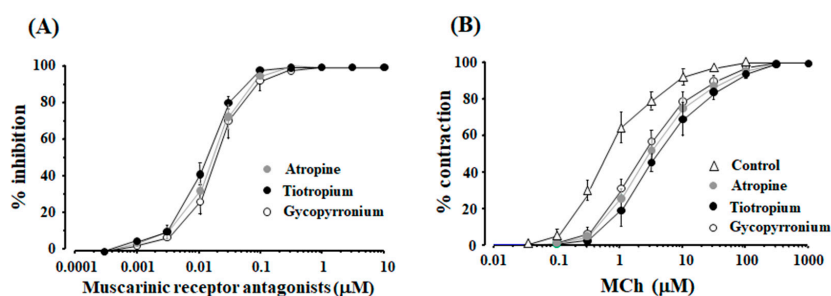 (A)
% inhibition
100
80
60
40
20
0
Atropine
Tiotropium
Gycopyrronium
0.0001 0.001 0.01 0.1 1 10
Muscarinic receptor antagonists (μM)
(B)
% contraction
100
80
60
40
20
0
Control
Atropine
Tiotropium
Gycopyrronium
0.01 0.1 1 10 100 1000
MCh (μM)